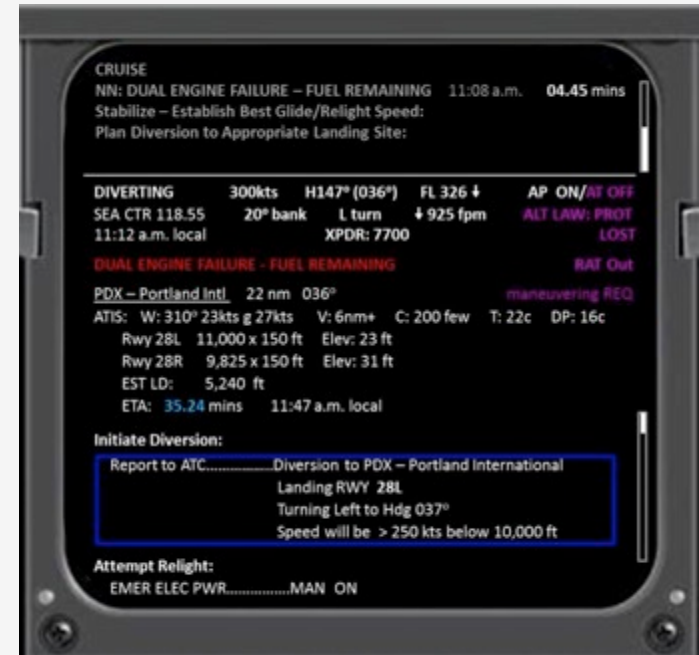 CRUISE
NN: DUAL ENGINE FAILURE – FUEL REMAINING 11:08 a.m. 04.45 mins
Stabilize – Establish Best Glide/Relight Speed:
Plan Diversion to Appropriate Landing Site:
DIVERTING 300kts H147º (036º) FL 326 ⬇ AP ON/AT OFF
SEA CTR 118.55 20º bank L turn ⬇ 925 fpm ALT LAW: PROT
11:12 a.m. local XPDR: 7700 LOST
DUAL ENGINE FAILURE - FUEL REMAINING RAT Out
PDX – Portland Intl 22 nm 036º maneuvering REQ
ATIS: W: 310º 23kts g 27kts V: 6nm+ C: 200 few T: 22c DP: 16c
Rwy 28L 11,000 x 150 ft Elev: 23 ft
Rwy 28R 9,825 x 150 ft Elev: 31 ft
EST LD: 5,240 ft
ETA: 35.24 mins 11:47 a.m. local
Initiate Diversion:
Report to ATC.................Diversion to PDX – Portland International
Landing RWY 28L
Turning Left to Hdg 037º
Speed will be > 250 kts below 10,000 ft
Attempt Relight:
EMER ELEC PWR................MAN ON